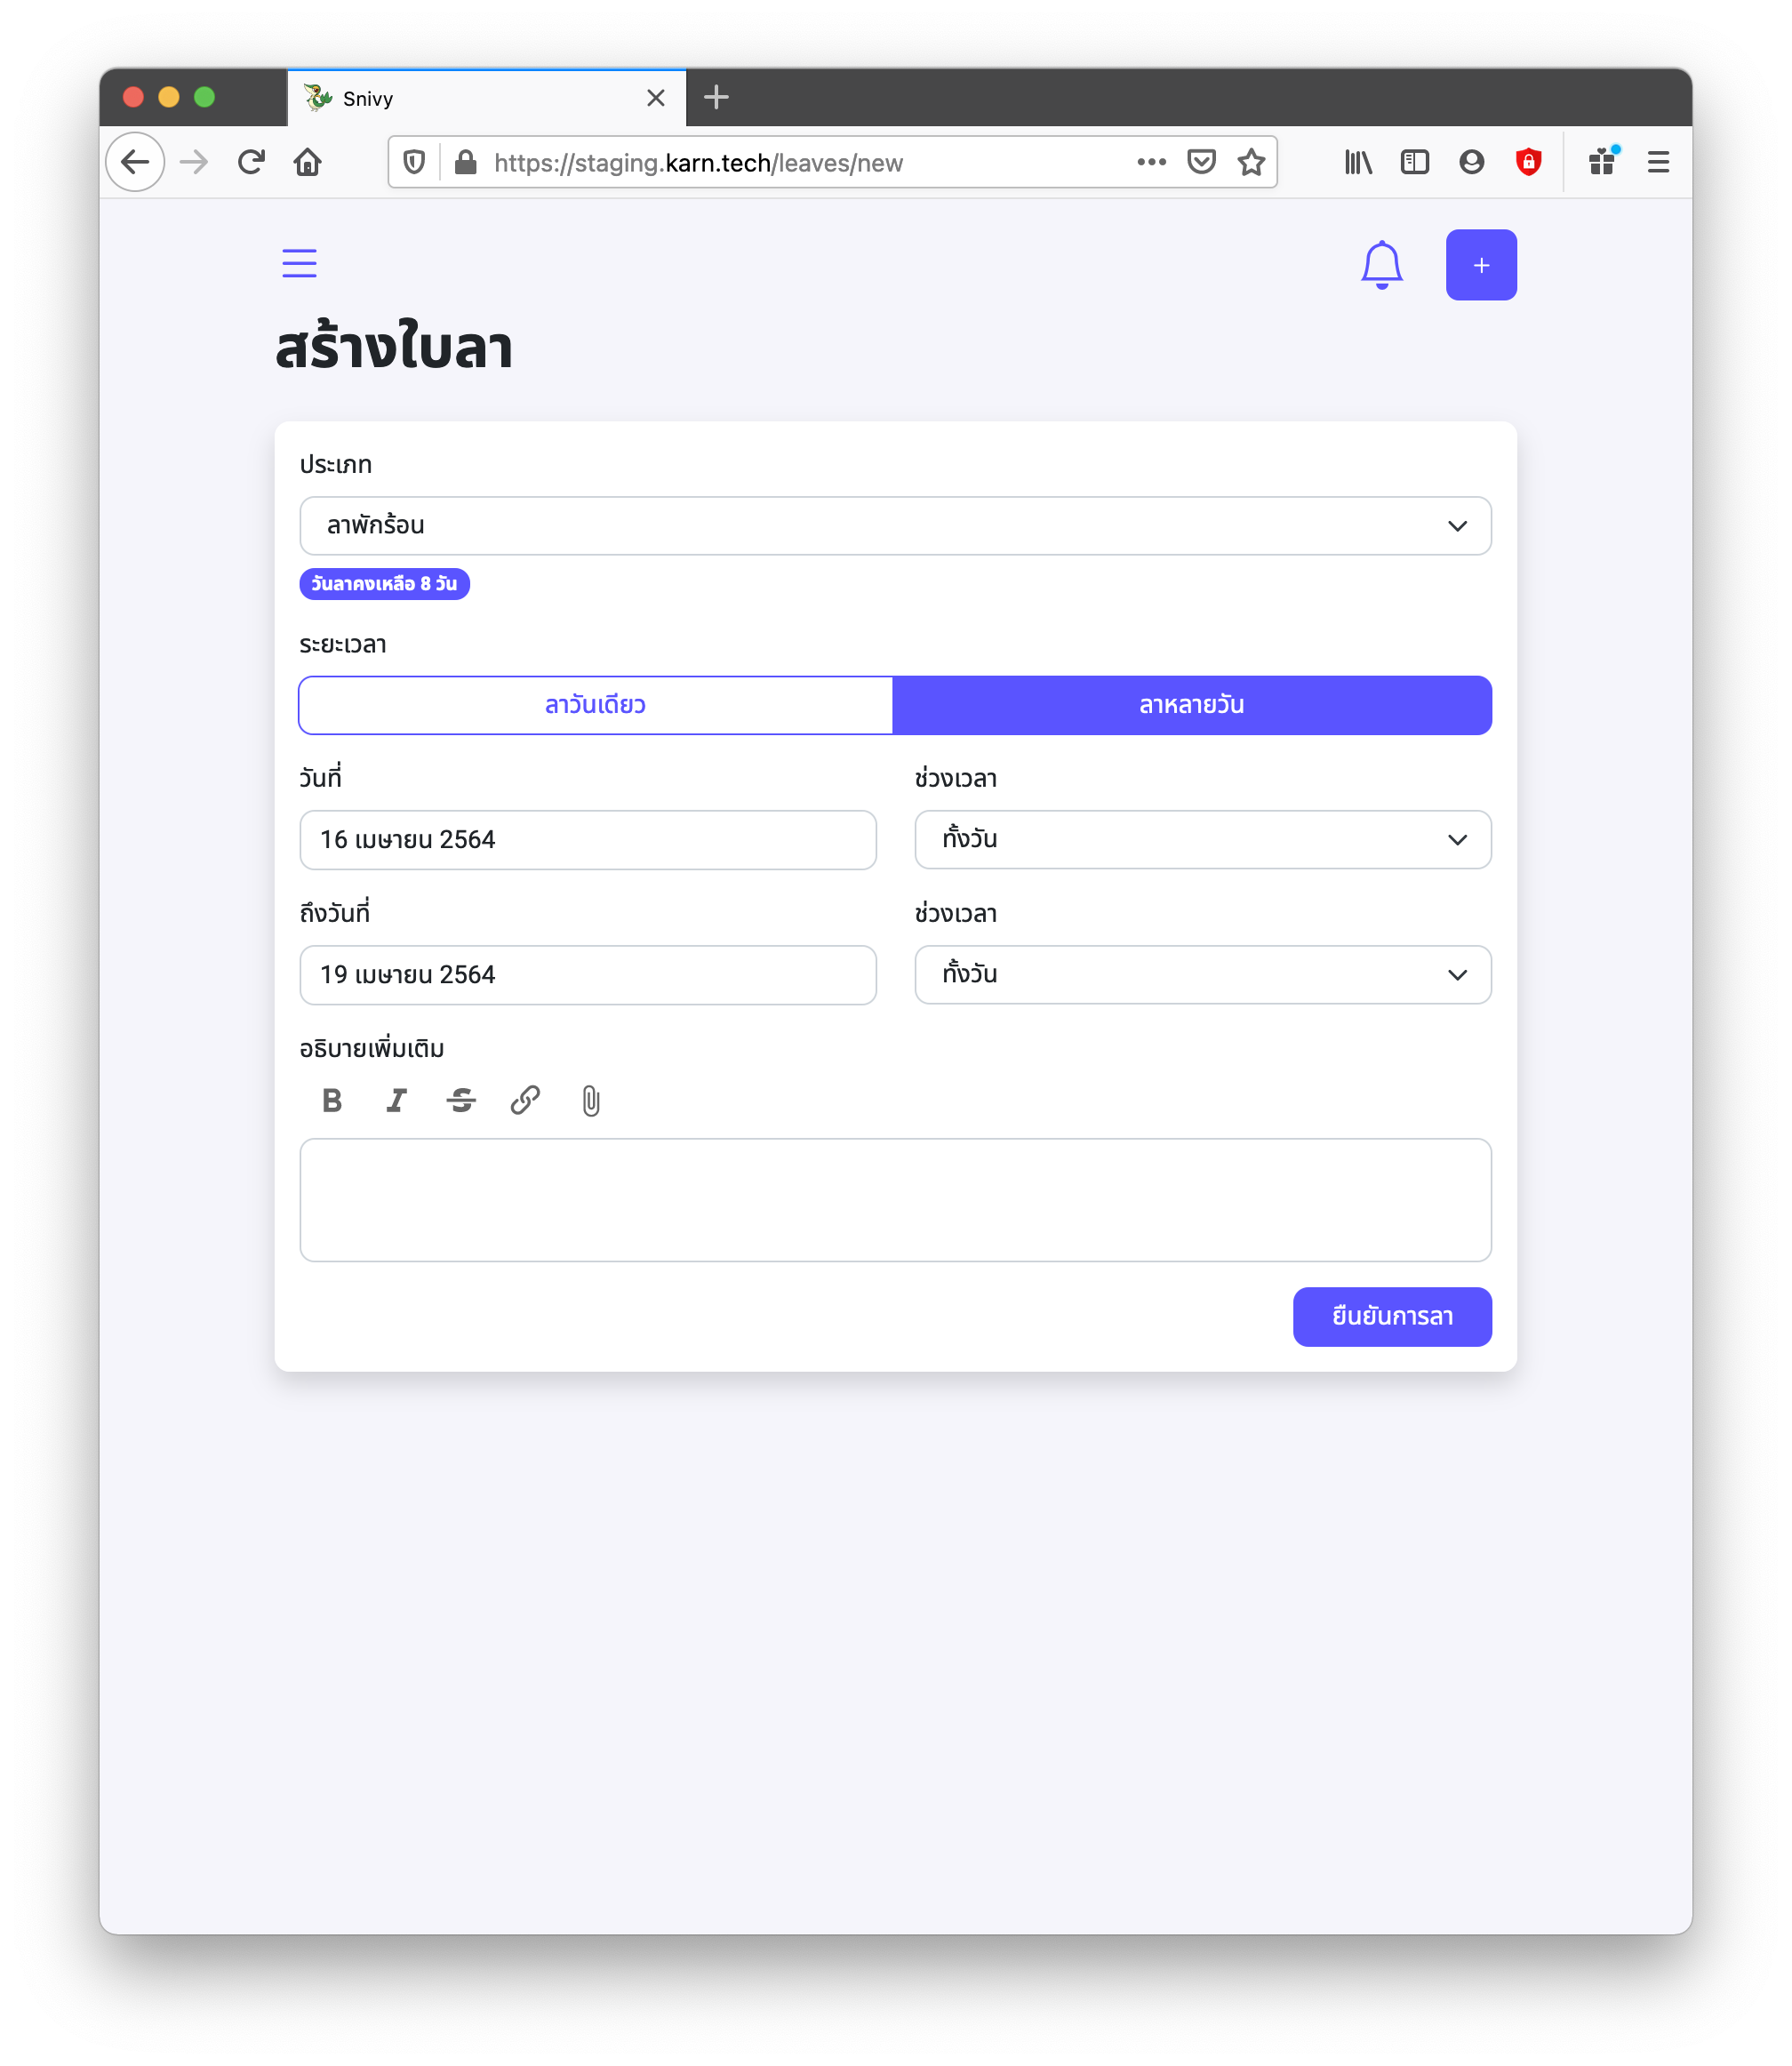 Snivy
https://staging.karn.tech/leaves/new
+
สร้างใบลา
ประเภท
ลาพักร้อน
วันลาคงเหลือ 8 วัน
ระยะเวลา
ลาวันเดียว ลาหลายวัน
วันที่ ช่วงเวลา
16 เมษายน 2564 ทั้งวัน
ถึงวันที่ ช่วงเวลา
19 เมษายน 2564 ทั้งวัน
อธิบายเพิ่มเติม
B I S
ยืนยันการลา